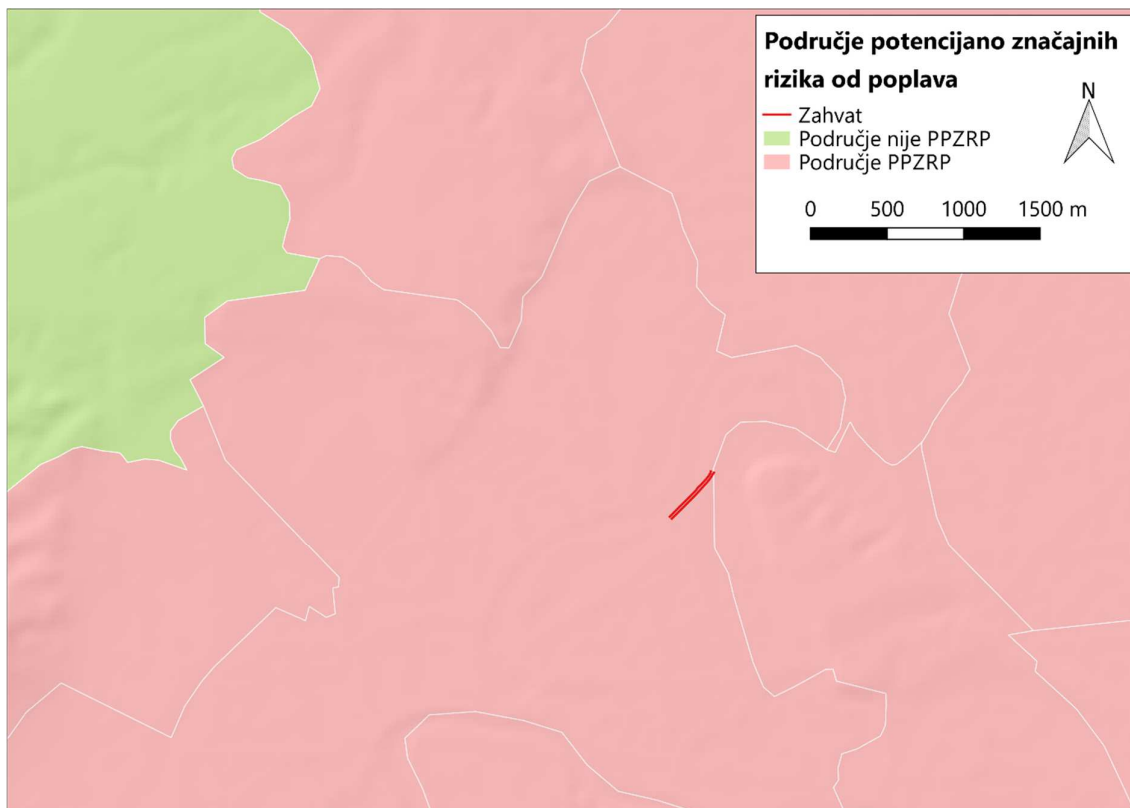 Područje potencijano značajnih
rizika od poplava
Zahvat
Područje nije PPZRP
Područje PPZRP
N
0 500 1000 1500 m